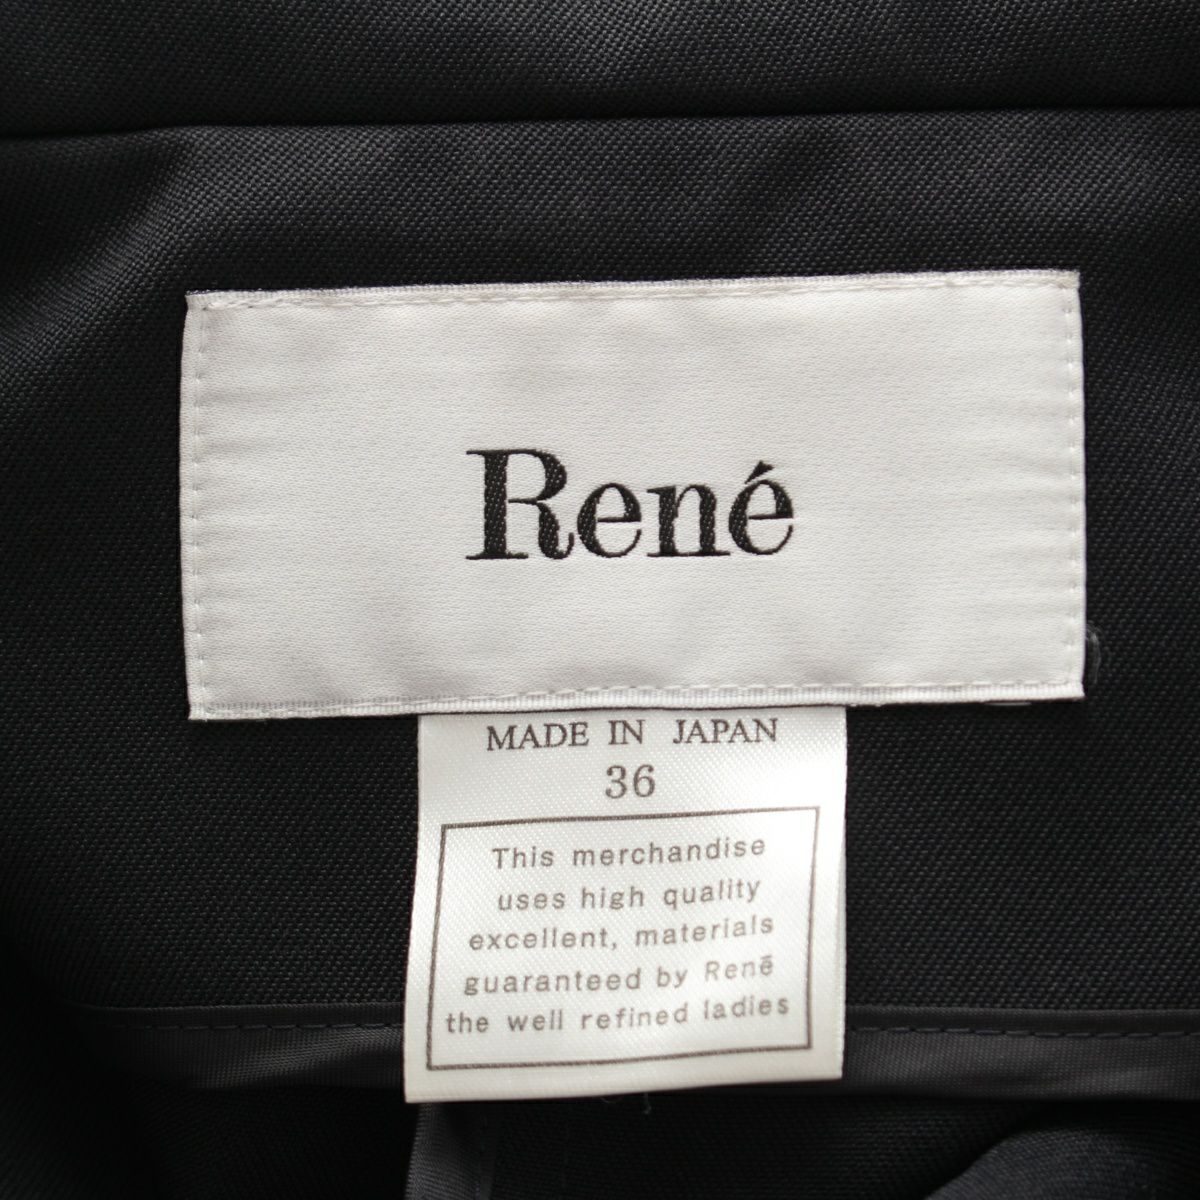 René
MADE IN JAPAN
36
This merchandise
uses high quality
excellent, materials
guaranteed by René
the well refined ladies